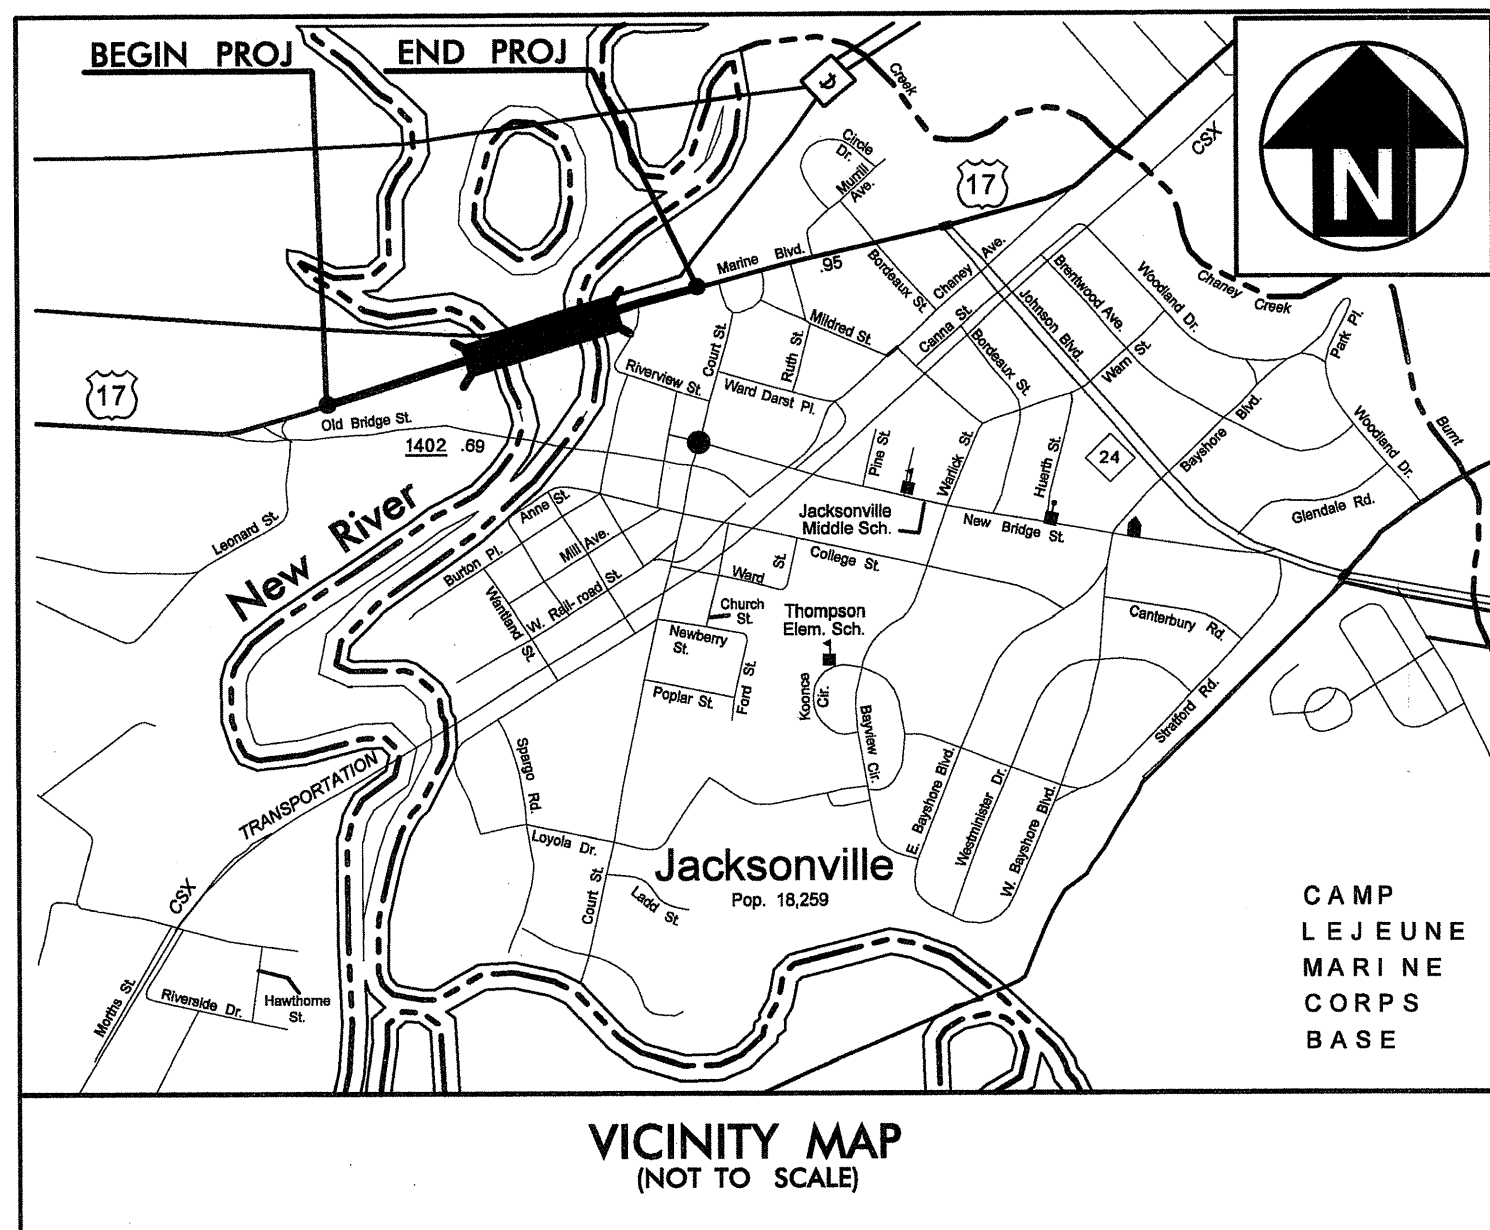 BEGIN PROJ
END PROJ
Creek
CSX
N
17
Circle
Dr.
Murrill
Ave.
Marine Blvd.
.95
Bordeaux St.
Chaney Ave.
Brentwood Ave.
Woodland Dr.
Chaney
Creek
Johnson Blvd.
Canna St.
Mildred St.
Court St.
Ruth St.
Bordeaux St.
Warn St.
Park Pl.
17
Riverview St.
Ward Darst Pl.
Old Bridge St.
1402 .69
Bayshore Blvd.
Woodland Dr.
Burnt
Pine St.
Warlick St.
Huerth St.
24
New River
Leonard St.
Anne St.
Jacksonville
Middle Sch.
New Bridge St.
Glendale Rd.
Burton Pl.
Mill Ave.
College St.
Ward St.
Wantland St.
W. Rail-road St.
Church
St.
Thompson
Elem. Sch.
Canterbury Rd.
Newberry
St.
Poplar St.
Ford St.
Koonce
Cir.
Bayview Cir.
Stratford Rd.
Spargo Rd.
TRANSPORTATION
CSX
E. Bayshore Blvd.
Westminister Dr.
W. Bayshore Blvd.
Loyola Dr.
Jacksonville
Pop. 18,259
Court St.
Ladd St.
CAMP
LEJEUNE
MARINE
CORPS
BASE
Morths St.
Riverside Dr.
Hawthorne
St.
VICINITY MAP
(NOT TO SCALE)